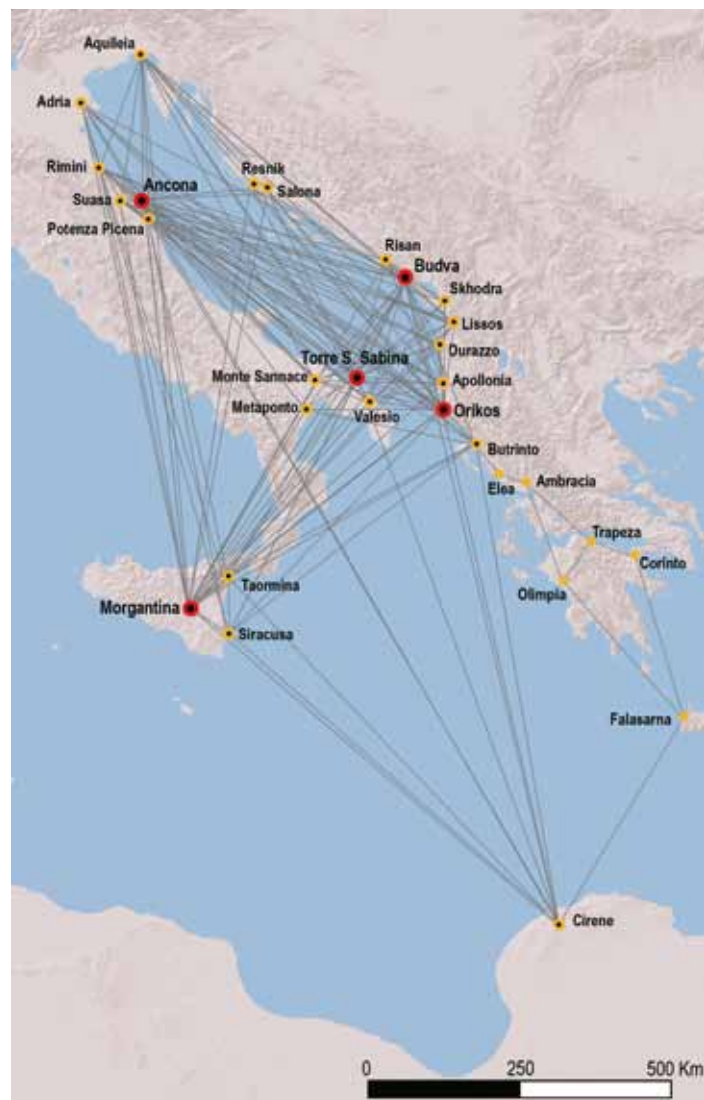 Aquileia
Adria
Rimini
Ancona
Suasa
Potenza Picena
Resnik
Salona
Risan
Budva
Skhodra
Lissos
Durazzo
Torre S. Sabina
Monte Sannace
Apollonia
Metaponto
Valesio
Orikos
Butrinto
Elea
Ambracia
Trapeza
Corinto
Olimpia
Taormina
Morgantina
Siracusa
Falasarna
Cirene
0 250 500 Km